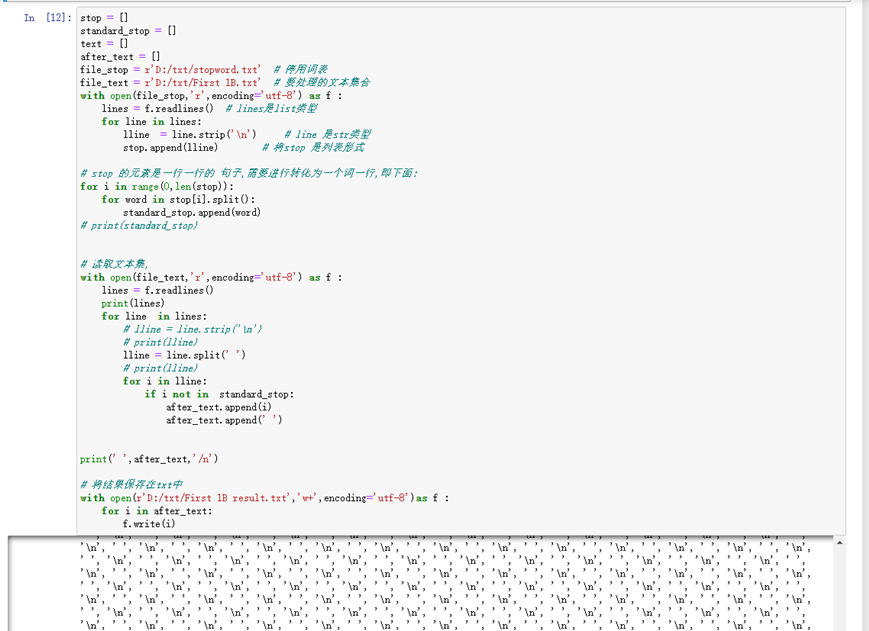 In [12]:
stop = []
standard_stop = []
text = []
after_text = []
file_stop = r'D:/txt/stopword.txt'  # 停用词表
file_text = r'D:/txt/First 1B.txt'  # 要处理的文本集合
with open(file_stop,'r',encoding='utf-8') as f :
    lines = f.readlines()  # lines是list类型
    for line in lines:
        lline  = line.strip('\n')     # line 是str类型
        stop.append(lline)        # 将stop 是列表形式
# stop 的元素是一行一行的 句子,需要进行转化为一个词一行,即下面:
for i in range(0,len(stop)):
    for word in stop[i].split():
        standard_stop.append(word)
# print(standard_stop)
# 读取文本集,
with open(file_text,'r',encoding='utf-8') as f :
    lines = f.readlines()
    print(lines)
    for line  in lines:
        # lline = line.strip('\n')
        # print(lline)
        lline = line.split(' ')
        # print(lline)
        for i in lline:
            if i not in  standard_stop:
                after_text.append(i)
                after_text.append(' ')
print(' ',after_text,'/n')
# 将结果保存在txt中
with open(r'D:/txt/First 1B result.txt','w+',encoding='utf-8')as f :
    for i in after_text:
        f.write(i)
'\n', ' ', '\n', ' ', '\n', ' ', '\n', ' ', '\n', ' ', '\n', ' ', '\n', ' ', '\n', ' ', '\n', ' ', '\n', ' ', '\n', ' ', '\n', ' ', '\n',
' ', '\n', ' ', '\n', ' ', '\n', ' ', '\n', ' ', '\n', ' ', '\n', ' ', '\n', ' ', '\n', ' ', '\n', ' ', '\n', ' ', '\n', ' ', '\n', ' ',
'\n', ' ', '\n', ' ', '\n', ' ', '\n', ' ', '\n', ' ', '\n', ' ', '\n', ' ', '\n', ' ', '\n', ' ', '\n', ' ', '\n', ' ', '\n', ' ', '\n',
' ', '\n', ' ', '\n', ' ', '\n', ' ', '\n', ' ', '\n', ' ', '\n', ' ', '\n', ' ', '\n', ' ', '\n', ' ', '\n', ' ', '\n', ' ', '\n', ' ',
'\n', ' ', '\n', ' ', '\n', ' ', '\n', ' ', '\n', ' ', '\n', ' ', '\n', ' ', '\n', ' ', '\n', ' ', '\n', ' ', '\n', ' ', '\n', ' ', '\n',
' ', '\n', ' ', '\n', ' ', '\n', ' ', '\n', ' ', '\n', ' ', '\n', ' ', '\n', ' ', '\n', ' ', '\n', ' ', '\n', ' ', '\n', ' ', '\n', ' ',
'\n', ' ', '\n', ' ', '\n', ' ', '\n', ' ', '\n', ' ', '\n', ' ', '\n', ' ', '\n', ' ', '\n', ' ', '\n', ' ', '\n', ' ', '\n', ' ', '\n',